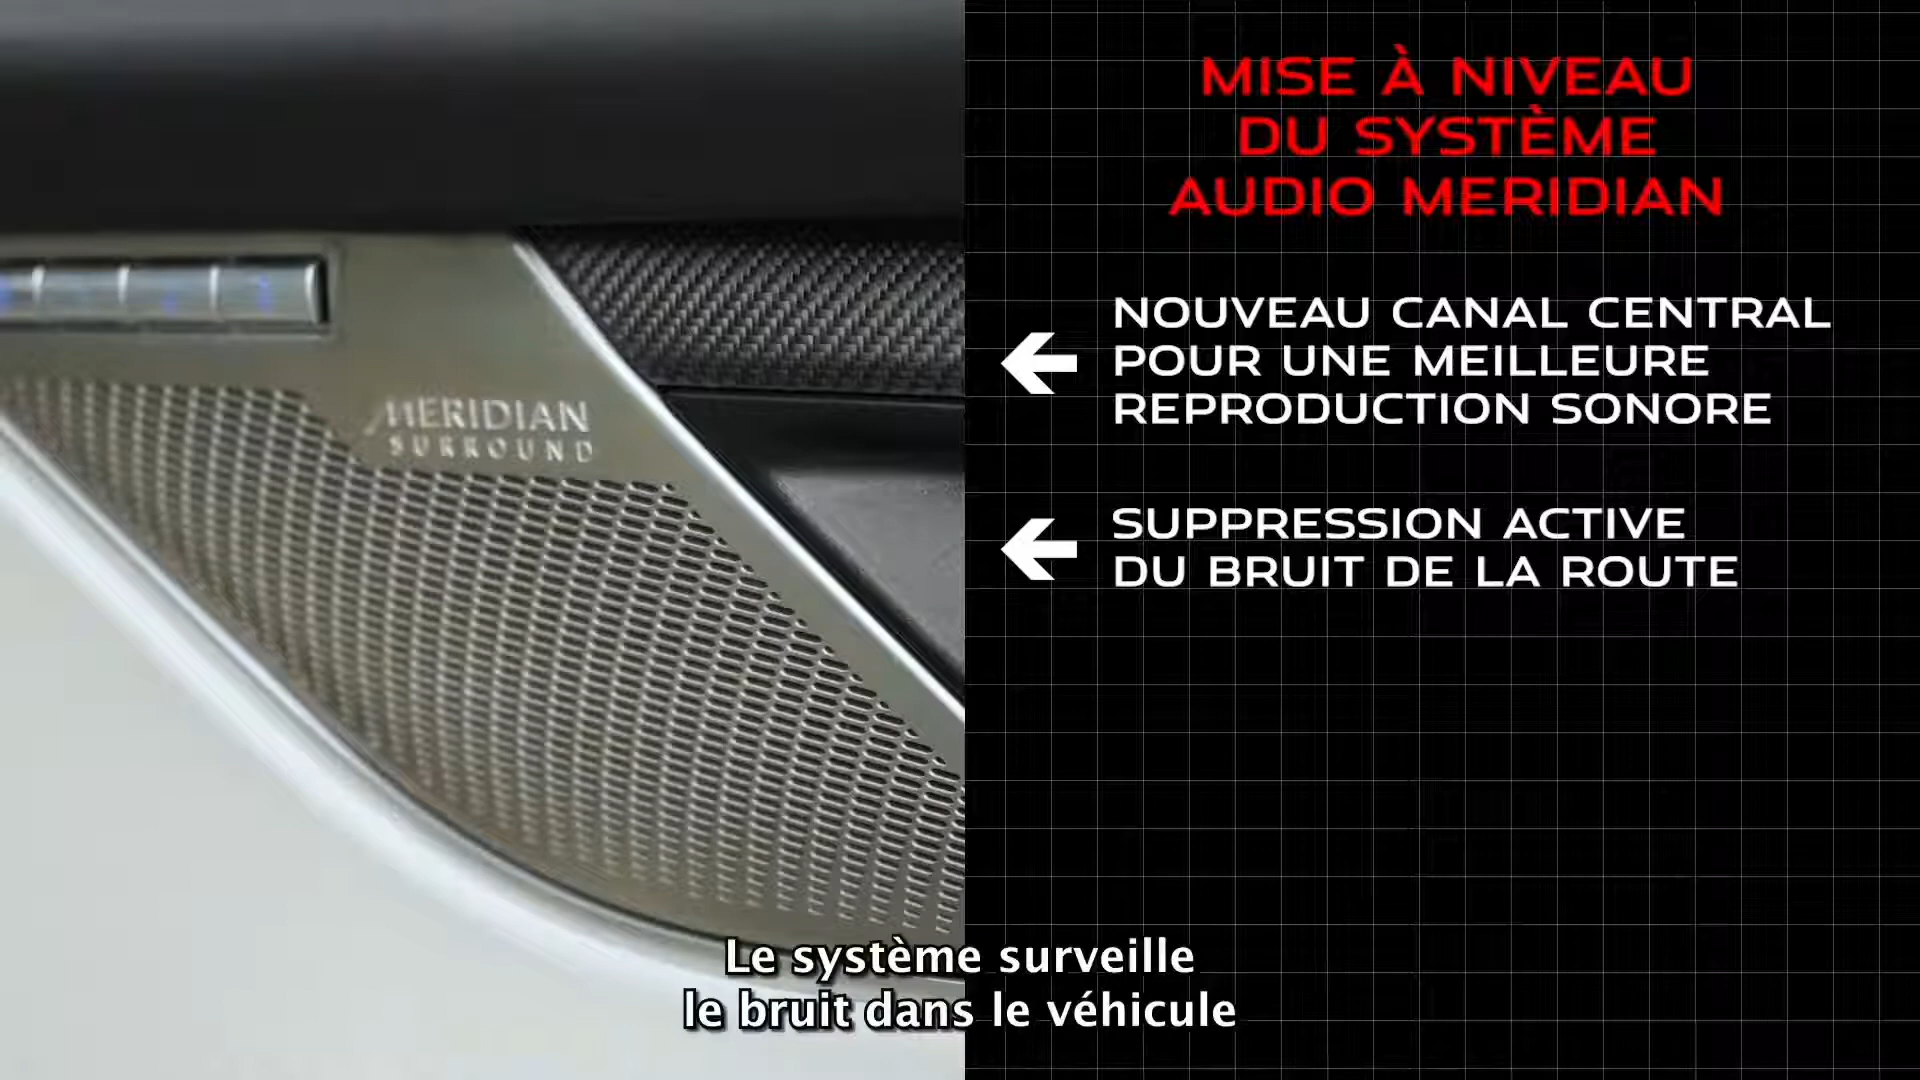 MERIDIAN
SURROUND
MISE À NIVEAU
DU SYSTÈME
AUDIO MERIDIAN
NOUVEAU CANAL CENTRAL
POUR UNE MEILLEURE
REPRODUCTION SONORE
SUPPRESSION ACTIVE
DU BRUIT DE LA ROUTE
Le système surveille
le bruit dans le véhicule